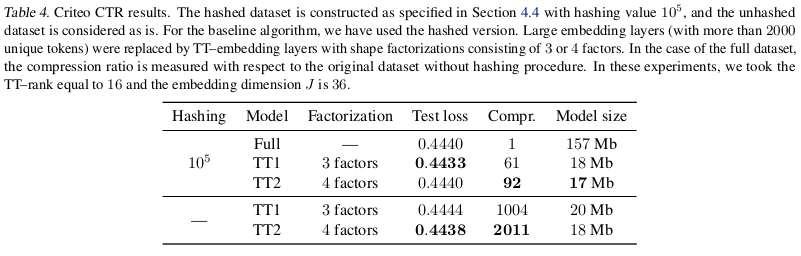 Table 4. Criteo CTR results. The hashed dataset is constructed as specified in Section 4.4 with hashing value 10⁵, and the unhashed
dataset is considered as is. For the baseline algorithm, we have used the hashed version. Large embedding layers (with more than 2000
unique tokens) were replaced by TT–embedding layers with shape factorizations consisting of 3 or 4 factors. In the case of the full dataset,
the compression ratio is measured with respect to the original dataset without hashing procedure. In these experiments, we took the
TT–rank equal to 16 and the embedding dimension J is 36.
Hashing Model Factorization Test loss Compr. Model size
Full — 0.4440 1 157 Mb
10⁵ TT1 3 factors 0.4433 61 18 Mb
TT2 4 factors 0.4440 92 17 Mb
— TT1 3 factors 0.4444 1004 20 Mb
TT2 4 factors 0.4438 2011 18 Mb